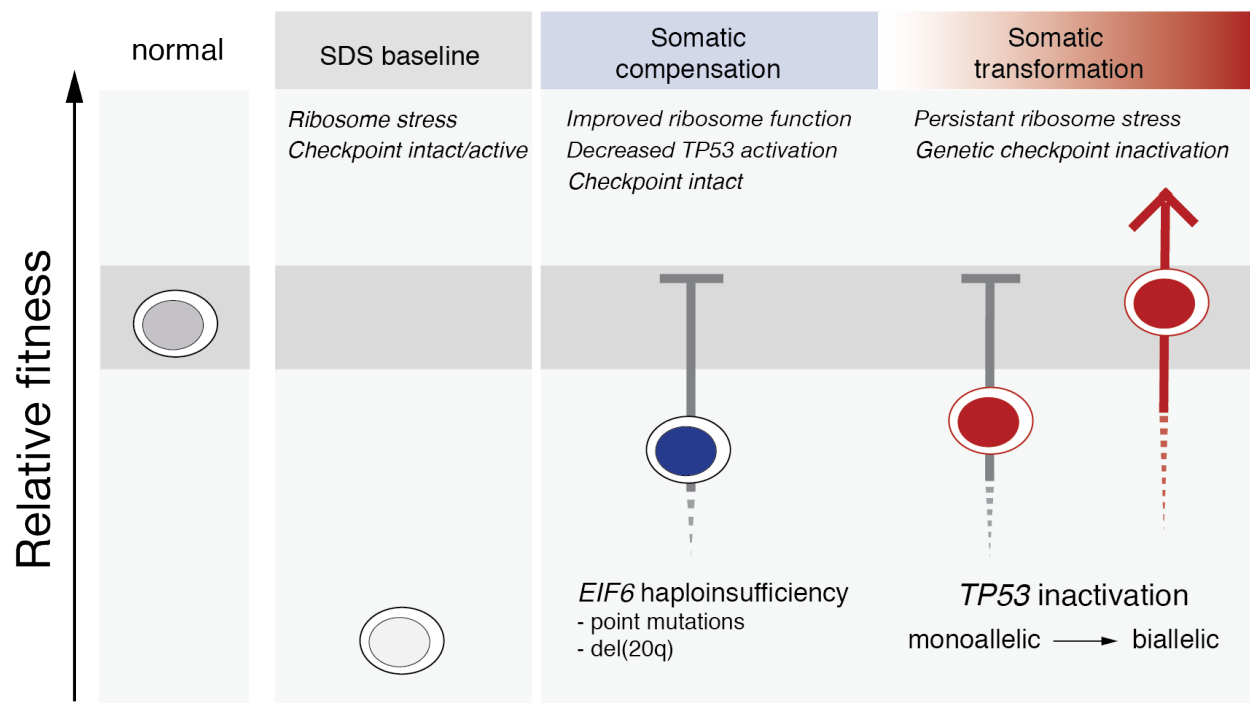 normal
SDS baseline
Somatic
compensation
Somatic
transformation
Relative fitness
Ribosome stress
Checkpoint intact/active
Improved ribosome function
Decreased TP53 activation
Checkpoint intact
Persistant ribosome stress
Genetic checkpoint inactivation
EIF6 haploinsufficiency
- point mutations
- del(20q)
TP53 inactivation
monoallelic
biallelic